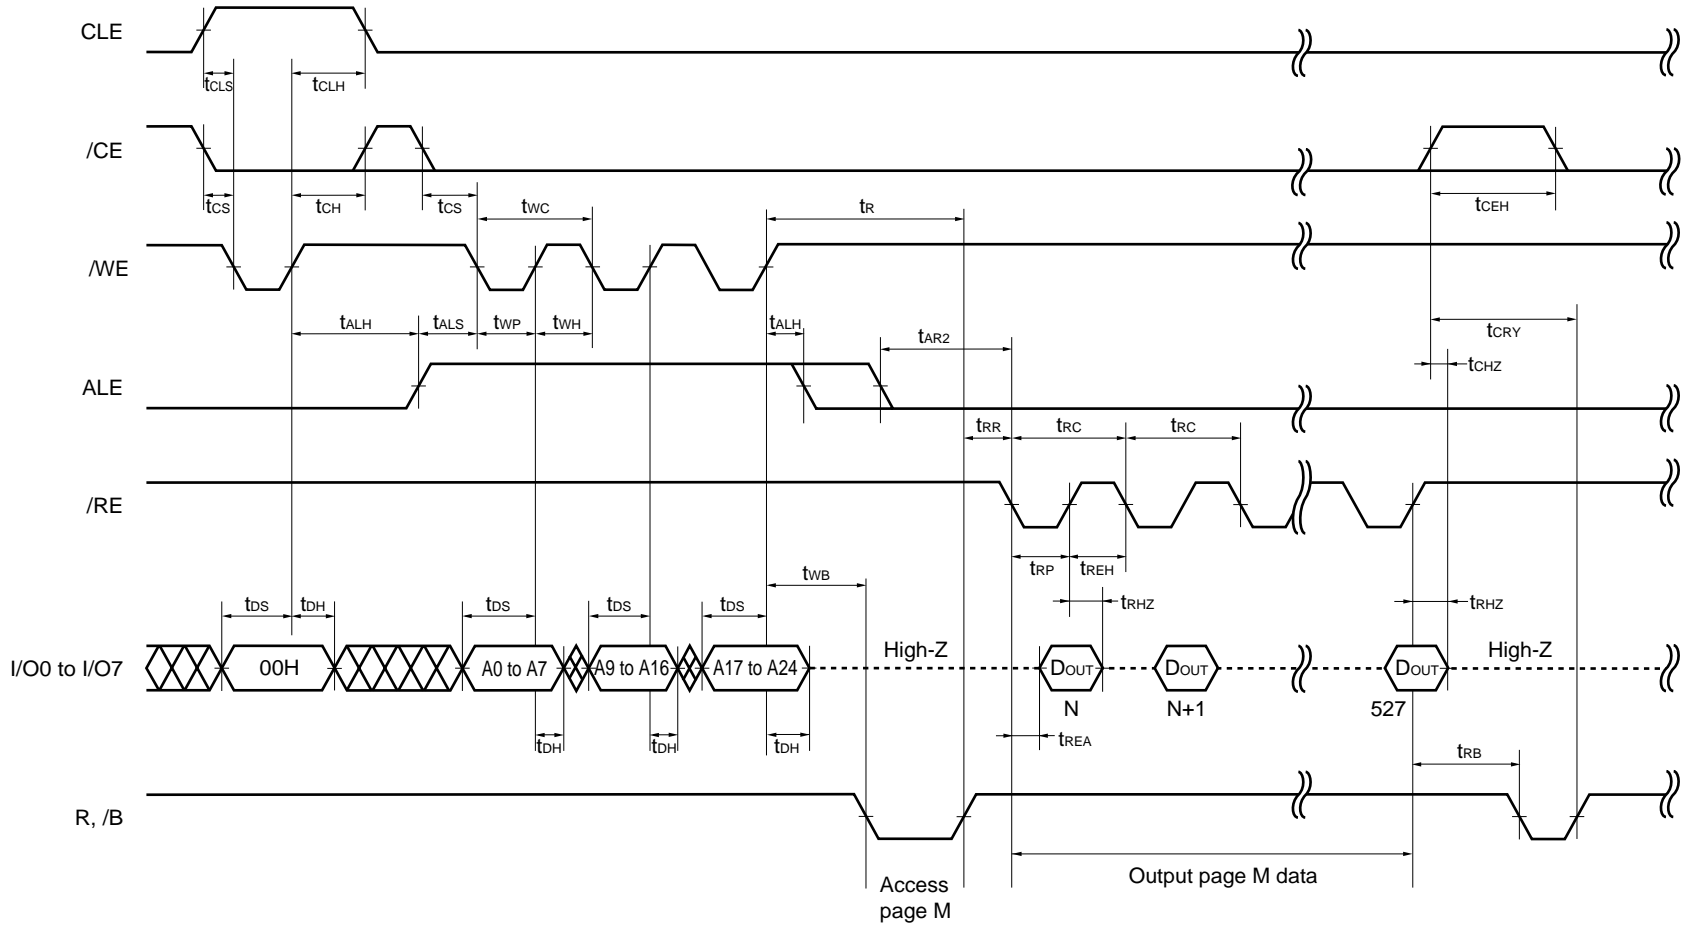 CLE
tCLS
tCLH
/CE
tCS
tCH
tCS
tWC
tR
tCEH
/WE
tALH
tALS
tWP
tWH
tALH
tAR2
tCRY
tCHZ
ALE
tRR
tRC
tRC
/RE
tRP
tREH
tWB
tRHZ
tRHZ
tDS
tDH
tDS
tDS
tDS
I/O0 to I/O7
00H
A0 to A7
A9 to A16
A17 to A24
High-Z
DOUT
DOUT
DOUT
High-Z
N
N+1
527
tDH
tDH
tDH
tREA
tRB
R, /B
Access
page M
Output page M data